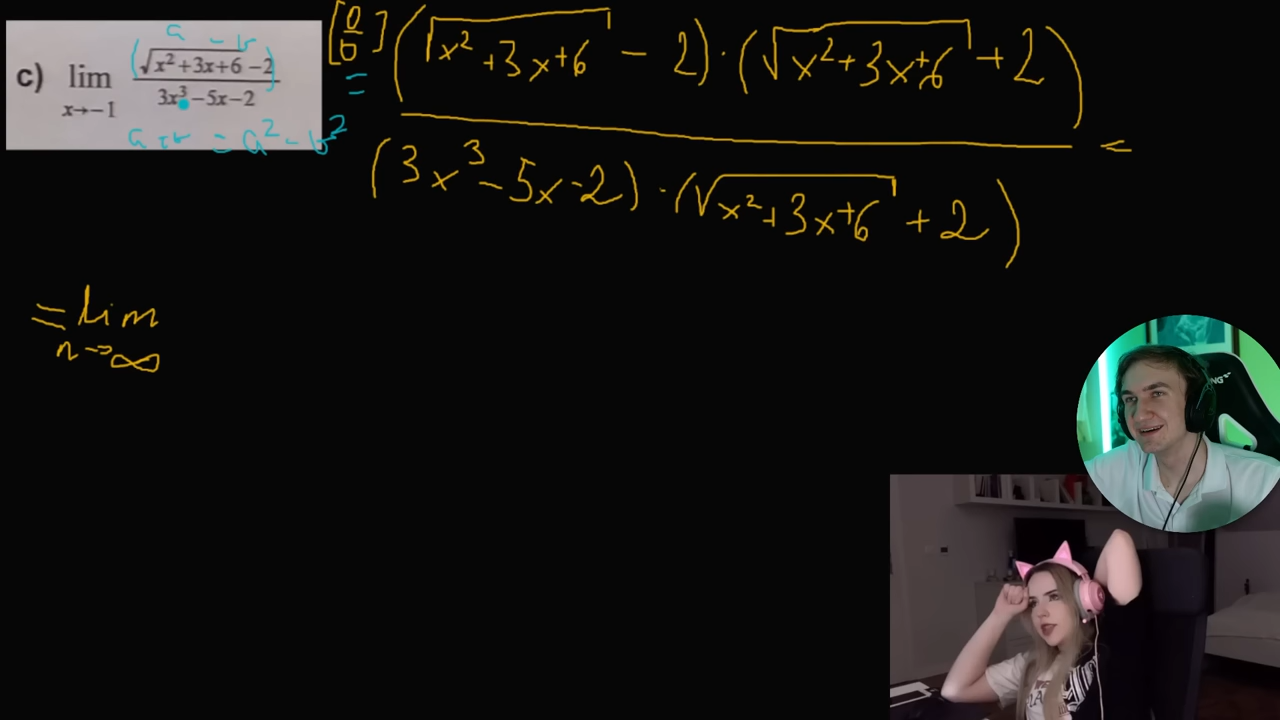 c) lim x→−1 (√x²+3x+6 −2) / 3x³−5x−2
a − b
a + b = a² − b²
[0/0] = (√x²+3x+6 − 2) · (√x²+3x+6 + 2) / (3x³−5x−2) · (√x²+3x+6 + 2) =
= lim n→∞